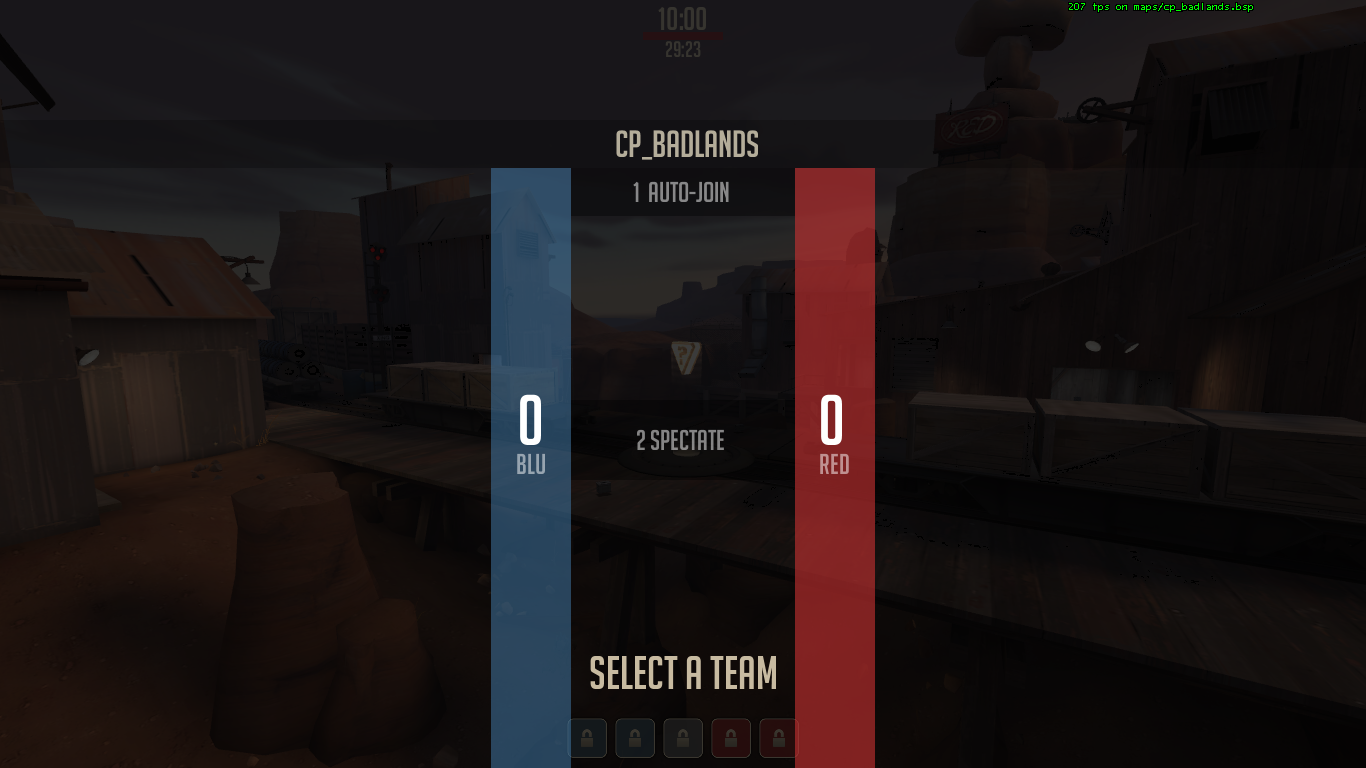 207 fps on maps/cp_badlands.bsp
10:00
29:23
RED
CP_BADLANDS
1 AUTO-JOIN
0
BLU
2 SPECTATE
0
RED
SELECT A TEAM